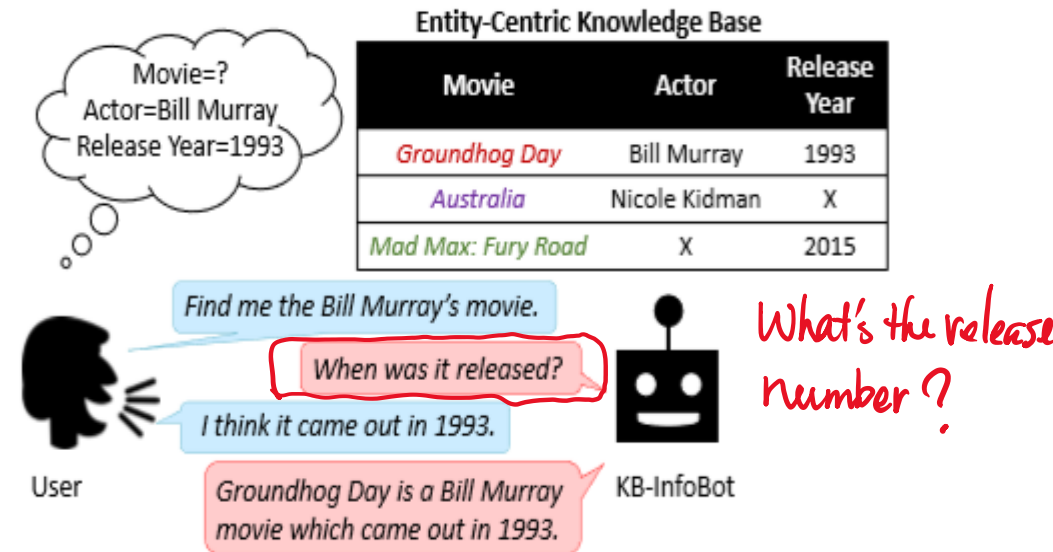 Entity-Centric Knowledge Base
Movie=?
Actor=Bill Murray
Release Year=1993
Movie Actor Release Year
Groundhog Day Bill Murray 1993
Australia Nicole Kidman X
Mad Max: Fury Road X 2015
Find me the Bill Murray's movie.
When was it released?
What's the release
number?
I think it came out in 1993.
Groundhog Day is a Bill Murray
movie which came out in 1993.
User
KB-InfoBot